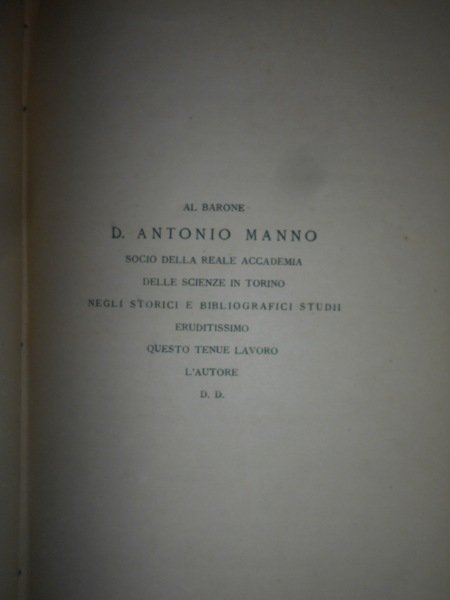 AL BARONE
D. ANTONIO MANNO
SOCIO DELLA REALE ACCADEMIA
DELLE SCIENZE IN TORINO
NEGLI STORICI E BIBLIOGRAFICI STUDII
ERUDITISSIMO
QUESTO TENUE LAVORO
L'AUTORE
D. D.